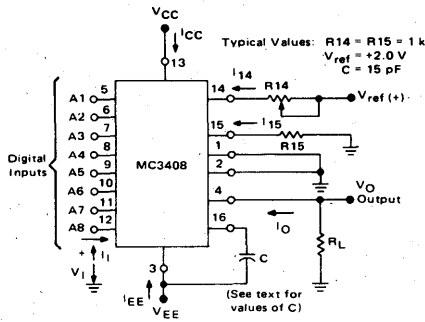 VCC
ICC
13
Typical Values: R14 = R15 = 1 k
Vref = +2.0 V
C = 15 pF
I14
14
R14
Vref (+)
15
I15
R15
1
2
Digital
Inputs
A1 5
A2 6
A3 7
A4 8
A5 9
A6 10
A7 11
A8 12
MC3408
4
VO
Output
IO
16
RL
C
(See text for
values of C)
+
II
VI
3
IEE
VEE